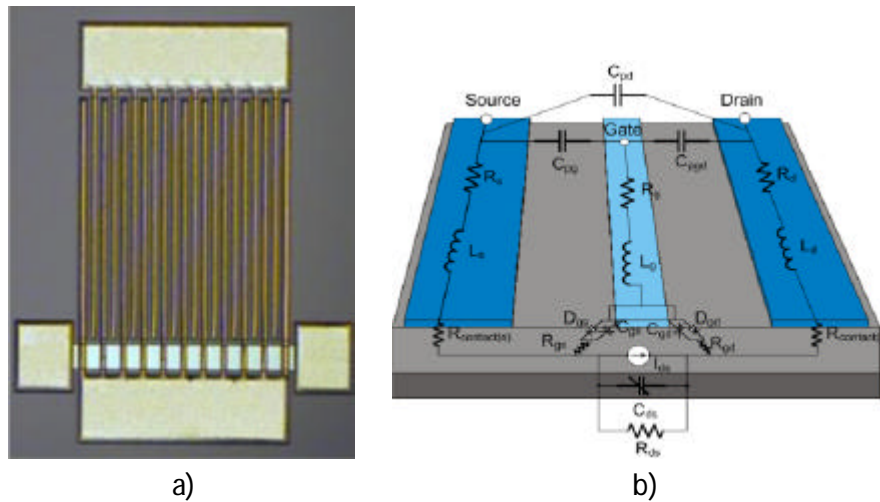 C_pd
Source
Drain
Gate
C_pg
C_pgd
R_s
R_g
R_d
L_s
L_g
L_d
D_gs
C_gs
C_gd
D_gd
R_contact(s)
R_gs
R_gd
R_contact(
I_ds
C_ds
R_ds
a)
b)